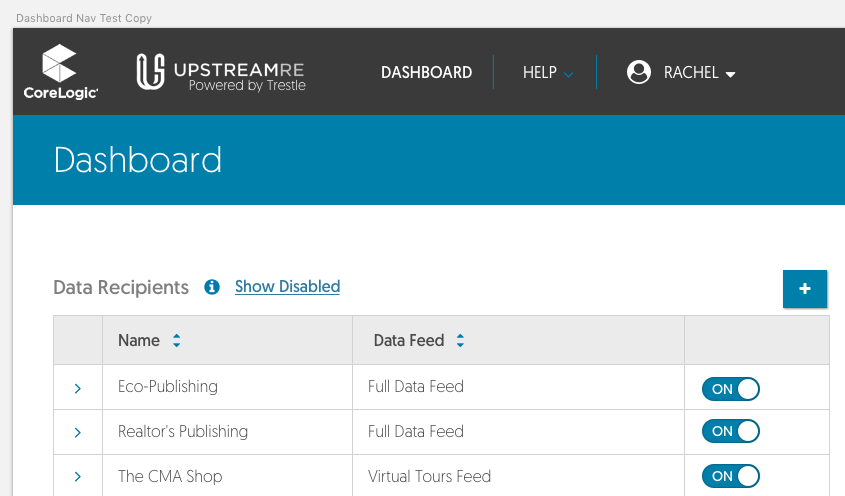 Dashboard Nav Test Copy
CoreLogic
UPSTREAMRE
Powered by Trestle
DASHBOARD
HELP
RACHEL
Dashboard
Data Recipients
Show Disabled
+
Name
Data Feed
Eco-Publishing
Full Data Feed
ON
Realtor's Publishing
Full Data Feed
ON
The CMA Shop
Virtual Tours Feed
ON